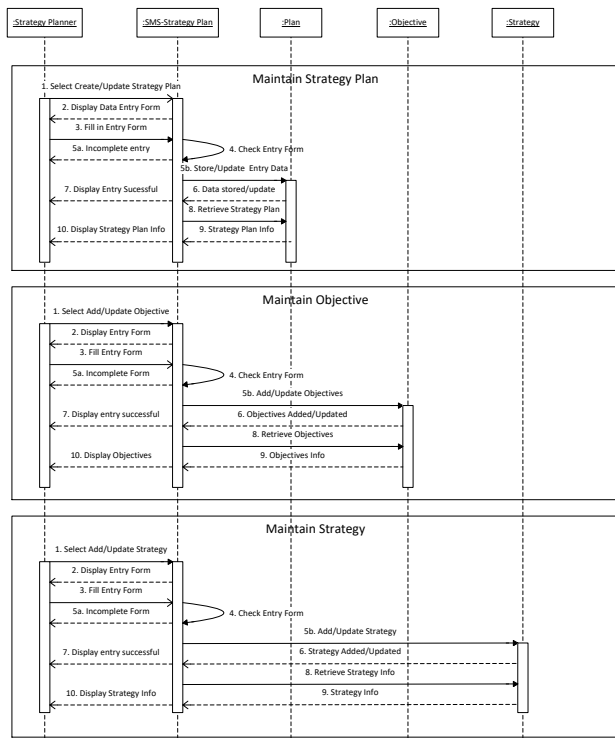 :Strategy Planner
:SMS-Strategy Plan
:Plan
:Objective
:Strategy
Maintain Strategy Plan
1. Select Create/Update Strategy Plan
2. Display Data Entry Form
3. Fill in Entry Form
4. Check Entry Form
5a. Incomplete entry
5b. Store/Update Entry Data
6. Data stored/update
7. Display Entry Sucessful
8. Retrieve Strategy Plan
9. Strategy Plan Info
10. Display Strategy Plan Info
Maintain Objective
1. Select Add/Update Objective
2. Display Entry Form
3. Fill Entry Form
4. Check Entry Form
5a. Incomplete Form
5b. Add/Update Objectives
6. Objectives Added/Updated
7. Display entry successful
8. Retrieve Objectives
9. Objectives Info
10. Display Objectives
Maintain Strategy
1. Select Add/Update Strategy
2. Display Entry Form
3. Fill Entry Form
4. Check Entry Form
5a. Incomplete Form
5b. Add/Update Strategy
6. Strategy Added/Updated
7. Display entry successful
8. Retrieve Strategy Info
9. Strategy Info
10. Display Strategy Info